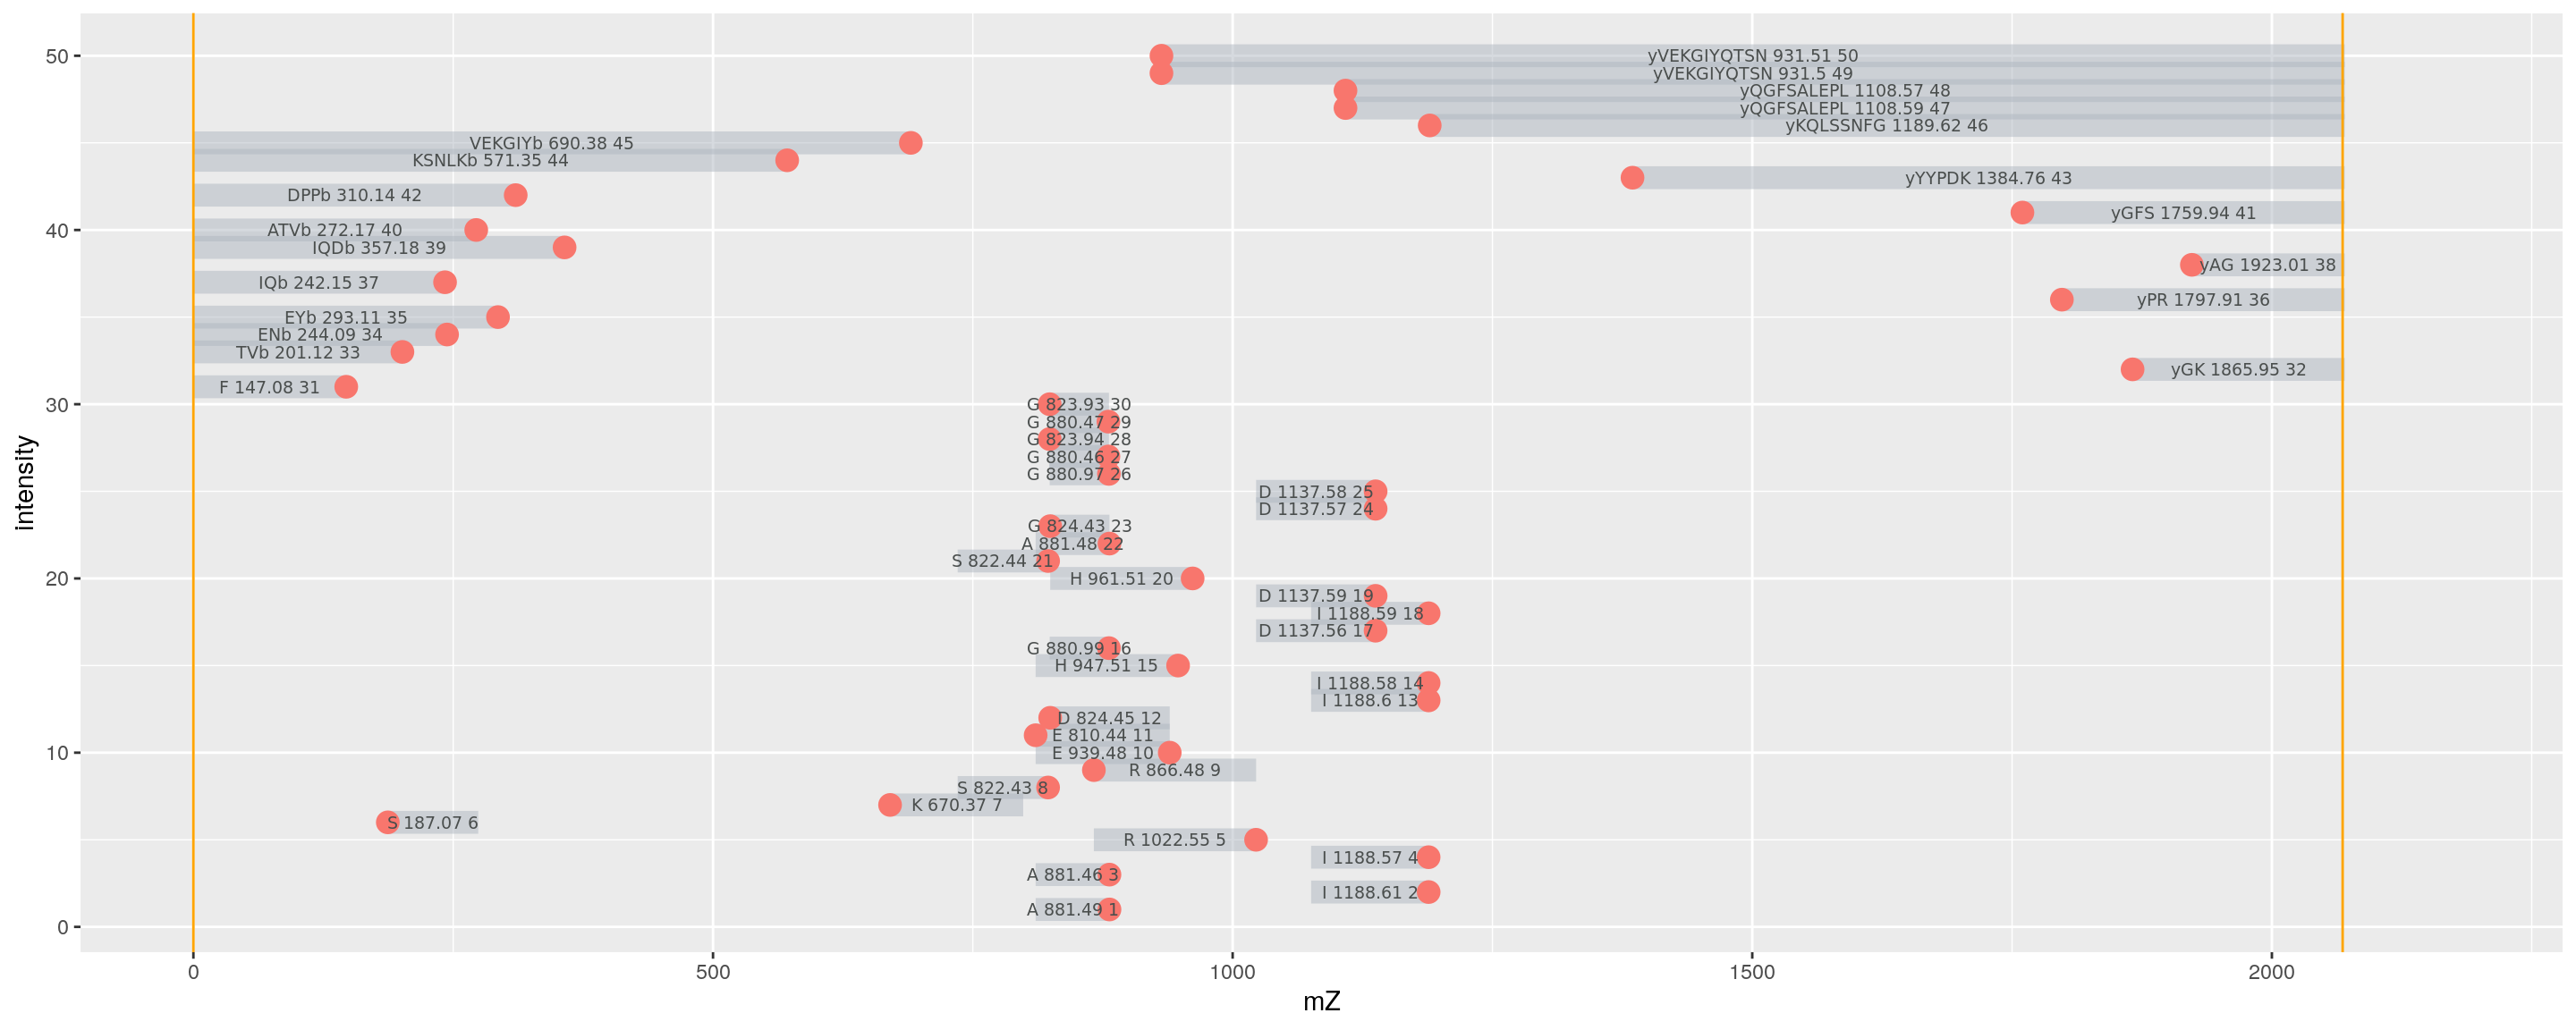 50
40
30
20
10
0
intensity
yVEKGIYQTSN 931.51 50
yVEKGIYQTSN 931.5 49
yQGFSALEPL 1108.57 48
yQGFSALEPL 1108.59 47
yKQLSSNFG 1189.62 46
VEKGIYb 690.38 45
KSNLKb 571.35 44
yYYPDK 1384.76 43
DPPb 310.14 42
yGFS 1759.94 41
ATVb 272.17 40
IQDb 357.18 39
yAG 1923.01 38
IQb 242.15 37
yPR 1797.91 36
EYb 293.11 35
ENb 244.09 34
TVb 201.12 33
yGK 1865.95 32
F 147.08 31
G 823.93 30
G 880.47 29
G 823.94 28
G 880.46 27
G 880.97 26
D 1137.58 25
D 1137.57 24
G 824.43 23
A 881.48 22
S 822.44 21
H 961.51 20
D 1137.59 19
I 1188.59 18
D 1137.56 17
G 880.99 16
H 947.51 15
I 1188.58 14
I 1188.6 13
D 824.45 12
E 810.44 11
E 939.48 10
R 866.48 9
S 822.43 8
K 670.37 7
S 187.07 6
R 1022.55 5
I 1188.57 4
A 881.46 3
I 1188.61 2
A 881.49 1
0
500
1000
1500
2000
mZ